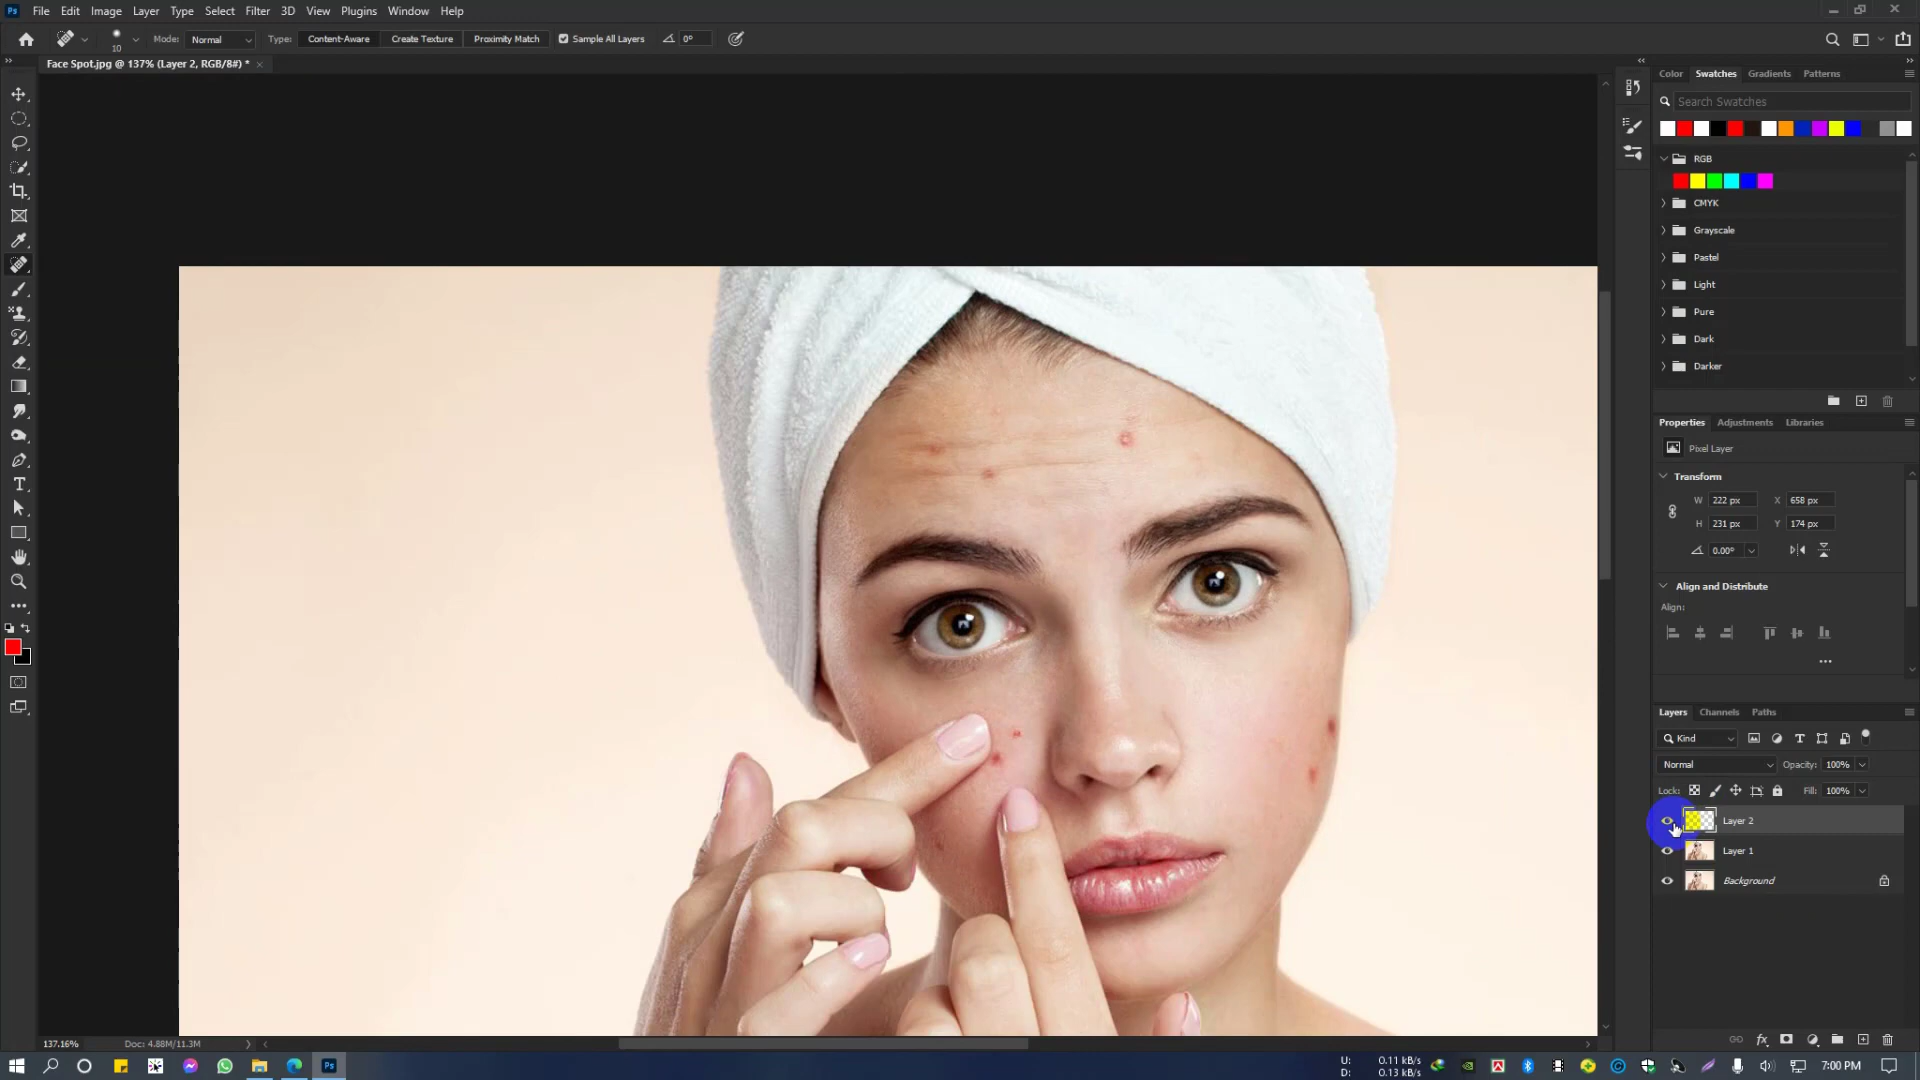 Ps File Edit Image Layer Type Select Filter 3D View Plugins Window Help
10 Mode: Normal Type: Content-Aware Create Texture Proximity Match Sample All Layers 0°
Face Spot.jpg @ 137% (Layer 2, RGB/8#) * ×
Color Swatches Gradients Patterns
Search Swatches
RGB
CMYK
Grayscale
Pastel
Light
Pure
Dark
Darker
Properties Adjustments Libraries
Pixel Layer
Transform
W 222 px X 658 px
H 231 px Y 174 px
0.00°
Align and Distribute
Align:
Layers Channels Paths
Kind
Normal Opacity: 100%
Lock: Fill: 100%
Layer 2
Layer 1
Background
fx
137.16% Doc: 4.88M/11.3M
Ps
U: 0.11 kB/s
D: 0.13 kB/s
7:00 PM